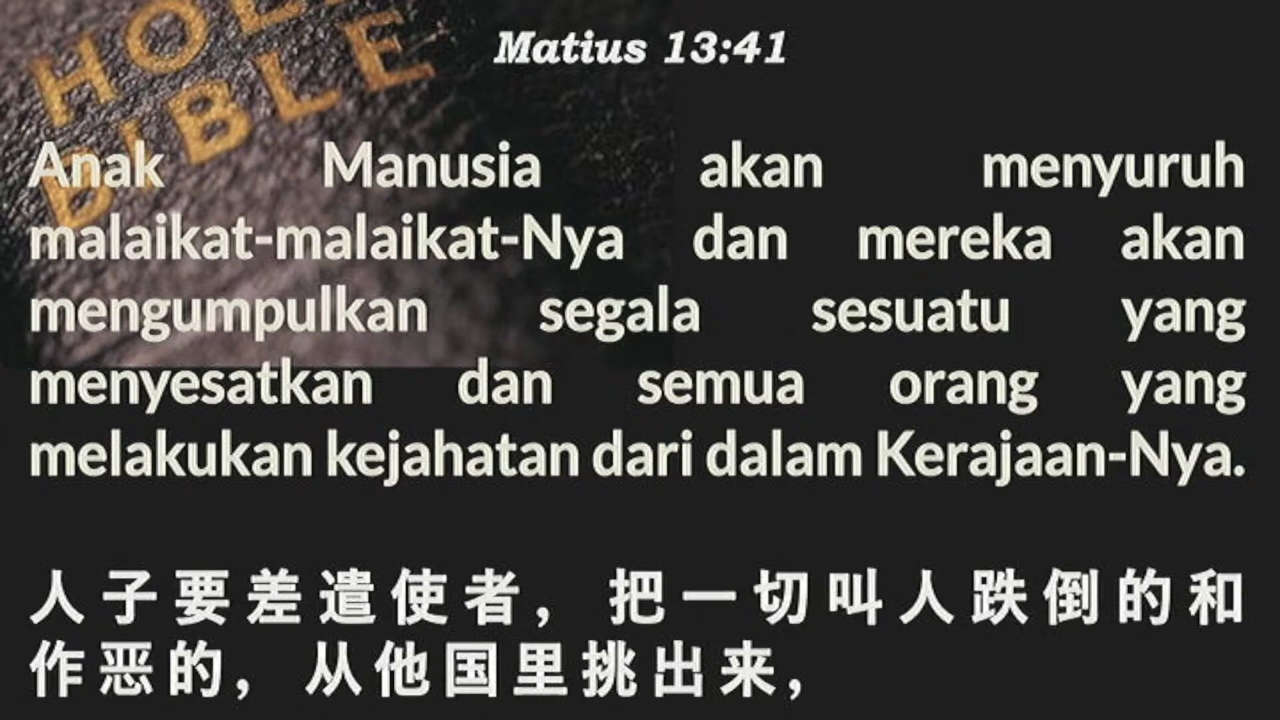 HOLY
BIBLE
Matius 13:41
Anak Manusia akan menyuruh
malaikat-malaikat-Nya dan mereka akan
mengumpulkan segala sesuatu yang
menyesatkan dan semua orang yang
melakukan kejahatan dari dalam Kerajaan-Nya.
人子要差遣使者，把一切叫人跌倒的和
作恶的，从他国里挑出来，